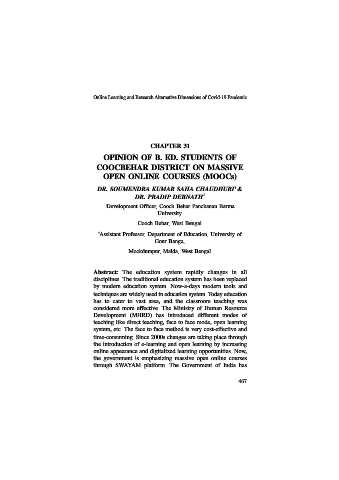 Online Learning and Research Alternative Dimensions of Covid-19 Pandemic
CHAPTER 31
OPINION OF B. ED. STUDENTS OF
COOCHBEHAR DISTRICT ON MASSIVE
OPEN ONLINE COURSES (MOOCs)
DR. SOUMENDRA KUMAR SAHA CHAUDHURI¹ &
DR. PRADIP DEBNATH²
¹Development Officer, Cooch Behar Panchanan Barma
University
Cooch Behar, West Bengal
²Assistant Professor, Department of Education, University of
Gour Banga,
Mockdumpur, Malda, West Bengal
Abstract: The education system rapidly changes in all
disciplines. The traditional education system has been replaced
by modern education system. Now-a-days modern tools and
techniques are widely used in education system. Today education
has to cater to vast area, and the classroom teaching was
considered more effective. The Ministry of Human Resource
Development (MHRD) has introduced different modes of
teaching like direct teaching, face to face mode, open learning
system, etc. The face to face method is very cost-effective and
time-consuming. Since 2000s changes are taking place through
the introduction of e-learning and open learning by increasing
online appearance and digitalized learning opportunities. Now,
the government is emphasizing massive open online courses
through SWAYAM platform. The Government of India has
467